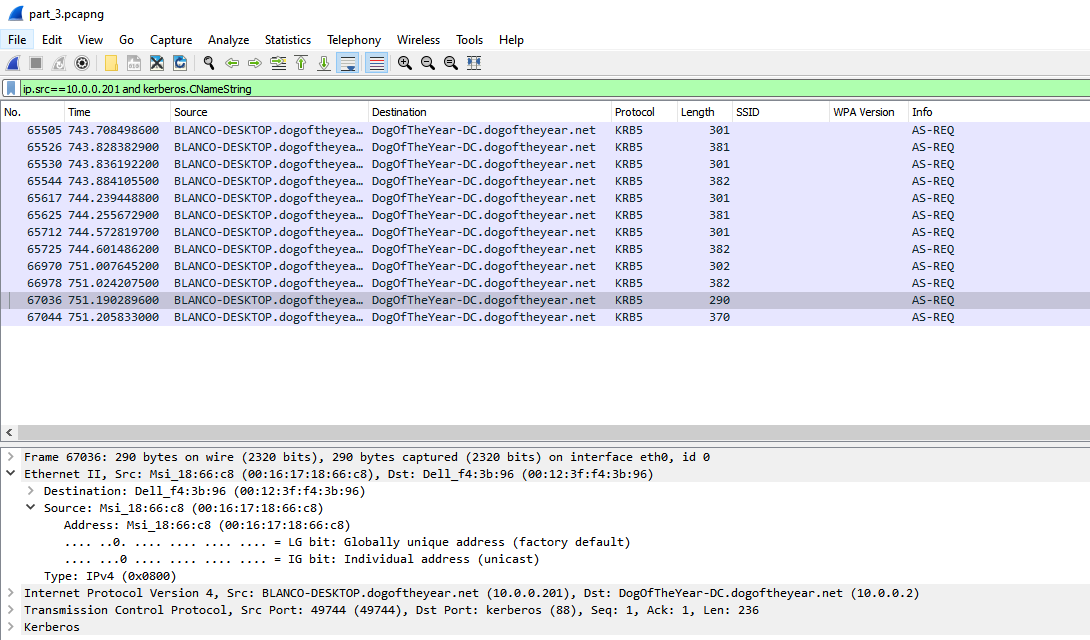 part_3.pcapng
File Edit View Go Capture Analyze Statistics Telephony Wireless Tools Help
ip.src==10.0.0.201 and kerberos.CNameString
No. Time Source Destination Protocol Length SSID WPA Version Info
65505 743.708498600 BLANCO-DESKTOP.dogoftheyea… DogOfTheYear-DC.dogoftheyear.net KRB5 301 AS-REQ
65526 743.828382900 BLANCO-DESKTOP.dogoftheyea… DogOfTheYear-DC.dogoftheyear.net KRB5 381 AS-REQ
65530 743.836192200 BLANCO-DESKTOP.dogoftheyea… DogOfTheYear-DC.dogoftheyear.net KRB5 301 AS-REQ
65544 743.884105500 BLANCO-DESKTOP.dogoftheyea… DogOfTheYear-DC.dogoftheyear.net KRB5 382 AS-REQ
65617 744.239448800 BLANCO-DESKTOP.dogoftheyea… DogOfTheYear-DC.dogoftheyear.net KRB5 301 AS-REQ
65625 744.255672900 BLANCO-DESKTOP.dogoftheyea… DogOfTheYear-DC.dogoftheyear.net KRB5 381 AS-REQ
65712 744.572819700 BLANCO-DESKTOP.dogoftheyea… DogOfTheYear-DC.dogoftheyear.net KRB5 301 AS-REQ
65725 744.601486200 BLANCO-DESKTOP.dogoftheyea… DogOfTheYear-DC.dogoftheyear.net KRB5 382 AS-REQ
66970 751.007645200 BLANCO-DESKTOP.dogoftheyea… DogOfTheYear-DC.dogoftheyear.net KRB5 302 AS-REQ
66978 751.024207500 BLANCO-DESKTOP.dogoftheyea… DogOfTheYear-DC.dogoftheyear.net KRB5 382 AS-REQ
67036 751.190289600 BLANCO-DESKTOP.dogoftheyea… DogOfTheYear-DC.dogoftheyear.net KRB5 290 AS-REQ
67044 751.205833000 BLANCO-DESKTOP.dogoftheyea… DogOfTheYear-DC.dogoftheyear.net KRB5 370 AS-REQ
Frame 67036: 290 bytes on wire (2320 bits), 290 bytes captured (2320 bits) on interface eth0, id 0
Ethernet II, Src: Msi_18:66:c8 (00:16:17:18:66:c8), Dst: Dell_f4:3b:96 (00:12:3f:f4:3b:96)
Destination: Dell_f4:3b:96 (00:12:3f:f4:3b:96)
Source: Msi_18:66:c8 (00:16:17:18:66:c8)
Address: Msi_18:66:c8 (00:16:17:18:66:c8)
.... ..0. .... .... .... .... = LG bit: Globally unique address (factory default)
.... ...0 .... .... .... .... = IG bit: Individual address (unicast)
Type: IPv4 (0x0800)
Internet Protocol Version 4, Src: BLANCO-DESKTOP.dogoftheyear.net (10.0.0.201), Dst: DogOfTheYear-DC.dogoftheyear.net (10.0.0.2)
Transmission Control Protocol, Src Port: 49744 (49744), Dst Port: kerberos (88), Seq: 1, Ack: 1, Len: 236
Kerberos